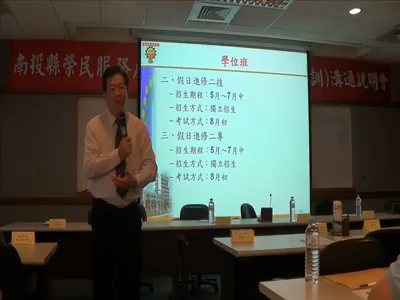 南投縣榮民服務
訓)溝通說明會
學位班
二、假日進修二技
－招生期程：5月～7月中
－招生方式：獨立招生
－考試方式：8月初
三、假日進修二專
－招生期程：5月～7月中
－招生方式：獨立招生
－考試方式：8月初